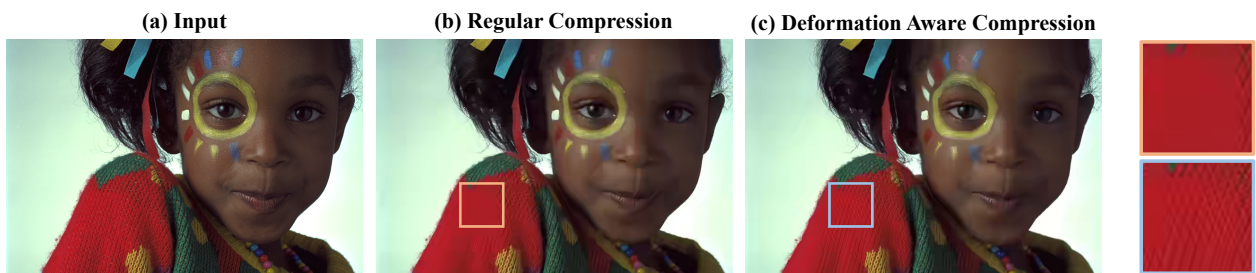 (a) Input
(b) Regular Compression
(c) Deformation Aware Compression